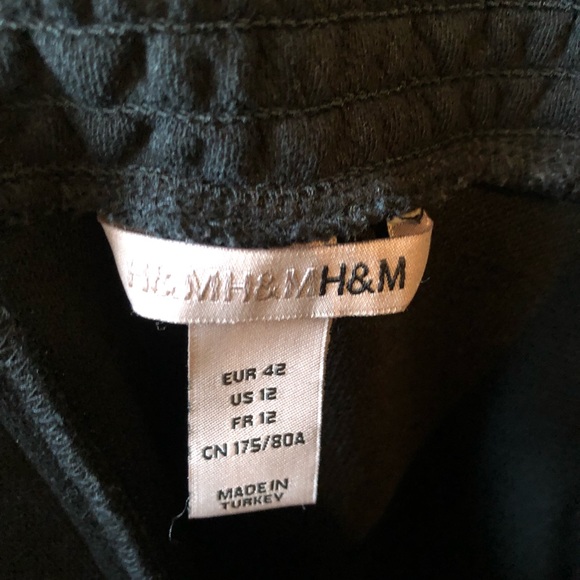 H&MH&MH&M
EUR 42
US 12
FR 12
CN 175/80A
MADE IN
TURKEY